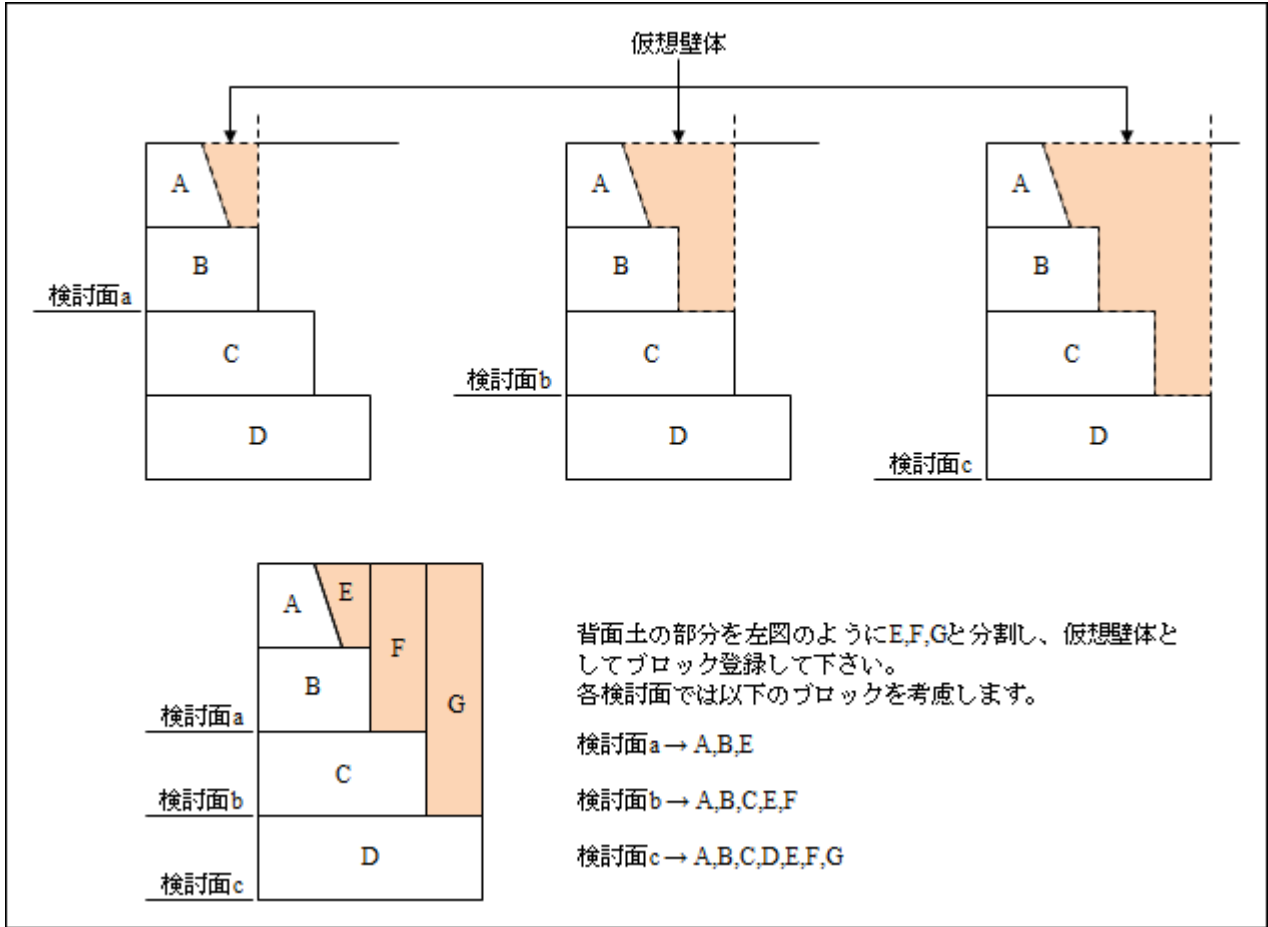 仮想壁体
A
B
検討面a
C
D
A
B
C
検討面b
D
A
B
C
D
検討面c
A
E
F
B
G
検討面a
C
検討面b
D
検討面c
背面土の部分を左図のようにE,F,Gと分割し、仮想壁体と
してブロック登録して下さい。
各検討面では以下のブロックを考慮します。
検討面a→A,B,E
検討面b→A,B,C,E,F
検討面c→A,B,C,D,E,F,G